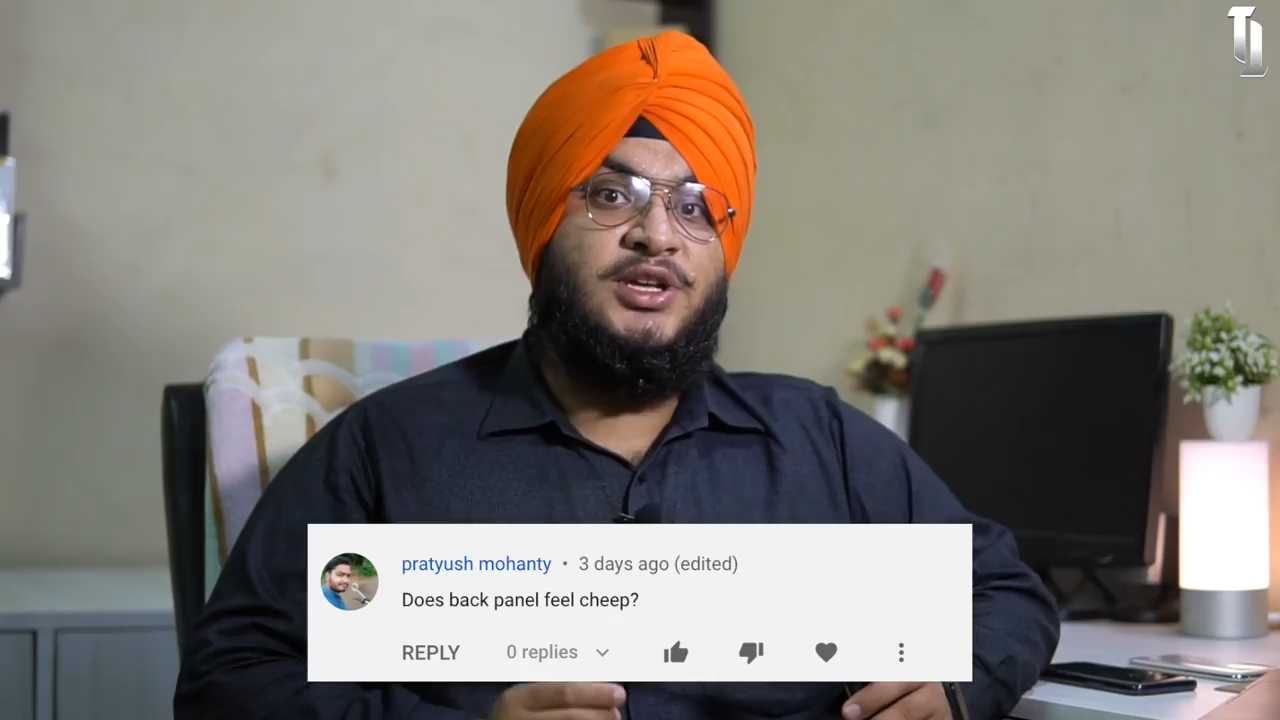 pratyush mohanty • 3 days ago (edited)
Does back panel feel cheep?
REPLY 0 replies